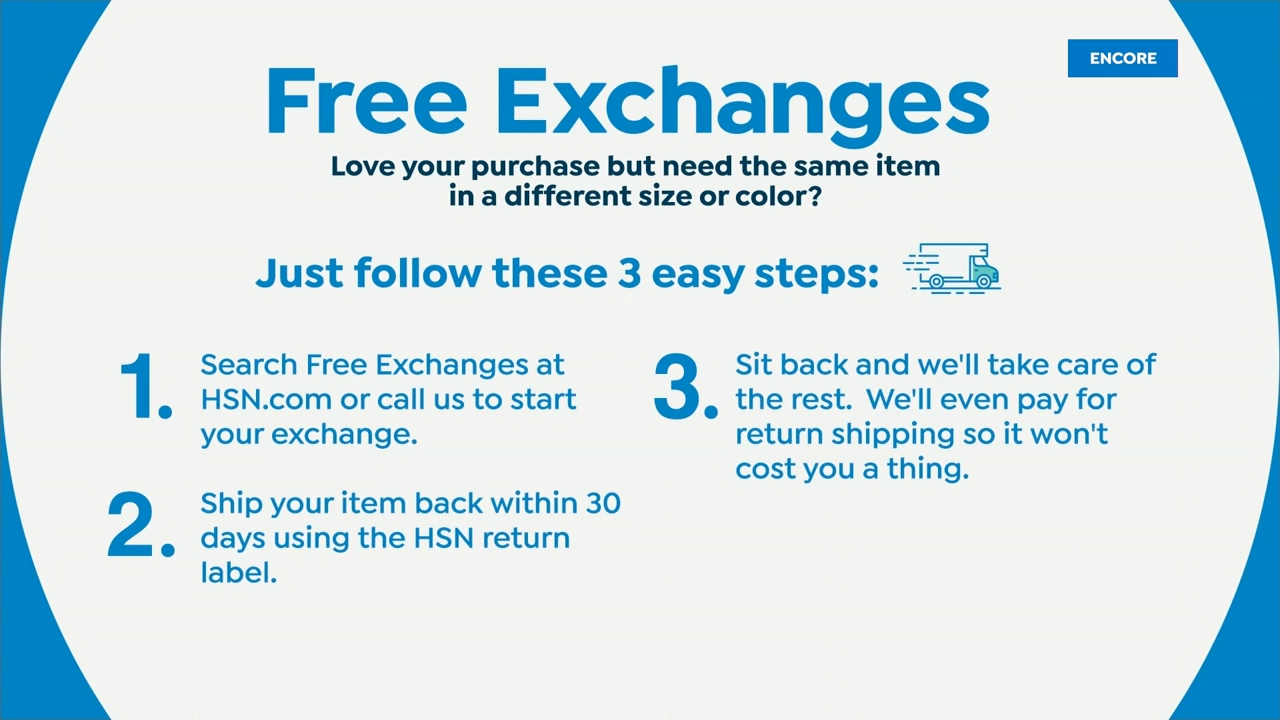 ENCORE
Free Exchanges
Love your purchase but need the same item
in a different size or color?
Just follow these 3 easy steps:
1. Search Free Exchanges at
HSN.com or call us to start
your exchange.
2. Ship your item back within 30
days using the HSN return
label.
3. Sit back and we'll take care of
the rest.  We'll even pay for
return shipping so it won't
cost you a thing.